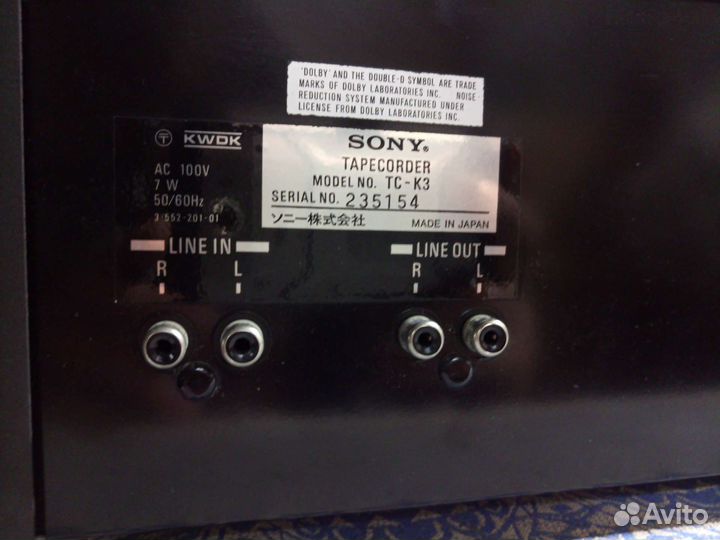 'DOLBY' AND THE DOUBLE-D SYMBOL ARE TRADE
MARKS OF DOLBY LABORATORIES INC. NOISE
REDUCTION SYSTEM MANUFACTURED UNDER
LICENSE FROM DOLBY LABORATORIES INC.
T KWDK
AC 100V
7 W
50/60Hz
3-552-201-01
SONY®
TAPECORDER
MODEL NO. TC-K3
SERIAL NO. 235154
ソニー株式会社 MADE IN JAPAN
LINE IN
R L
LINE OUT
R L
Avito